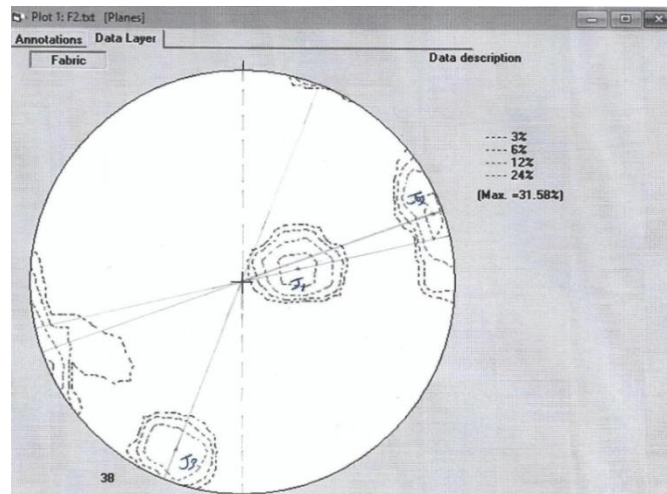 Plot 1: F2.txt [Planes]
Annotations Data Layer
Fabric
Data description
3%
6%
12%
24%
(Max. =31.58%)
J2
J1
J3
38